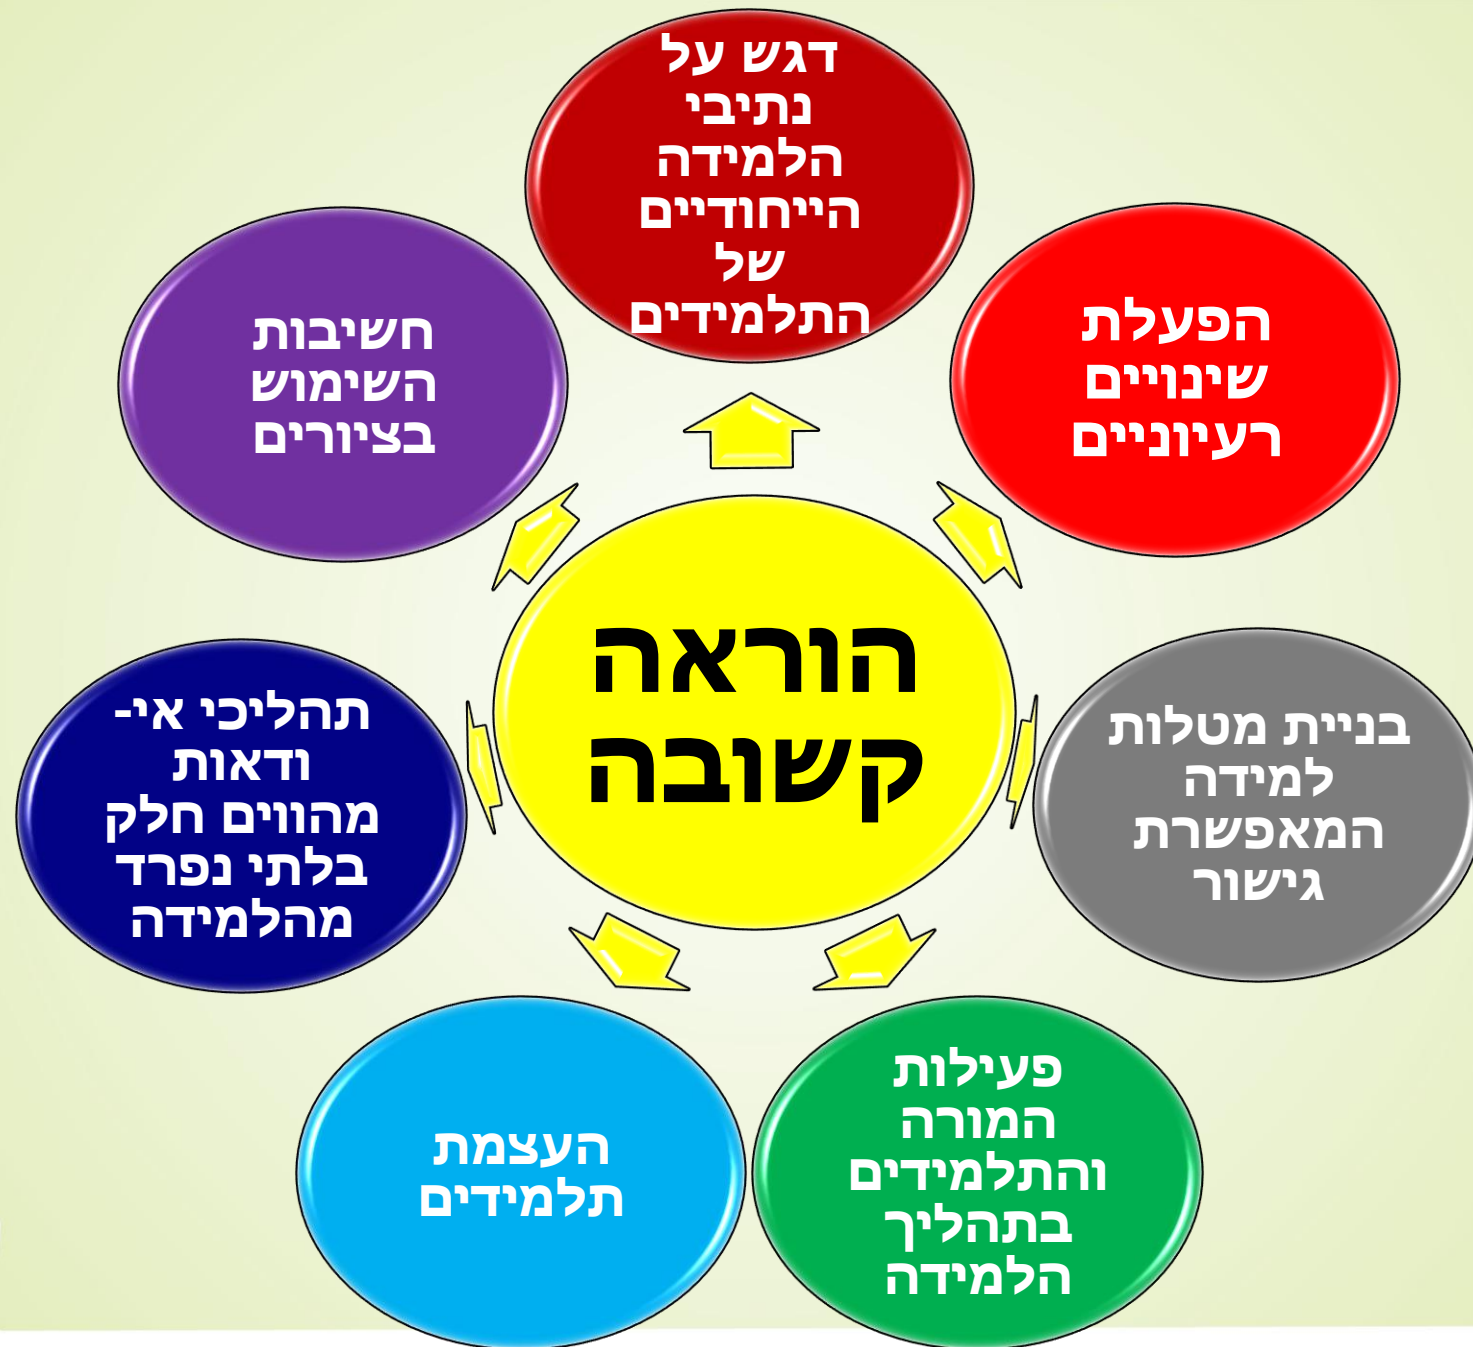 דגש על
נתיבי
הלמידה
הייחודיים
של
התלמידים
הפעלת
שינויים
רעיוניים
בניית מטלות
למידה
המאפשרת
גישור
פעילות
המורה
והתלמידים
בתהליך
הלמידה
העצמת
תלמידים
תהליכי אי-
ודאות
מהווים חלק
בלתי נפרד
מהלמידה
חשיבות
השימוש
בציורים
הוראה
קשובה